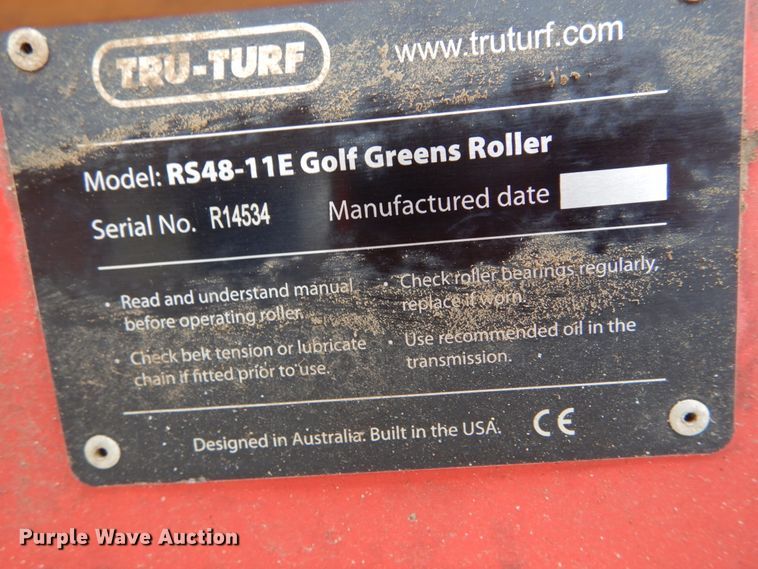 TRU-TURF
www.truturf.com
Model: RS48-11E Golf Greens Roller
Serial No. R14534 Manufactured date
• Read and understand manual
before operating roller.
• Check belt tension or lubricate
chain if fitted prior to use.
• Check roller bearings regularly,
replace if worn.
• Use recommended oil in the
transmission.
Designed in Australia. Built in the USA. CE
Purple Wave Auction